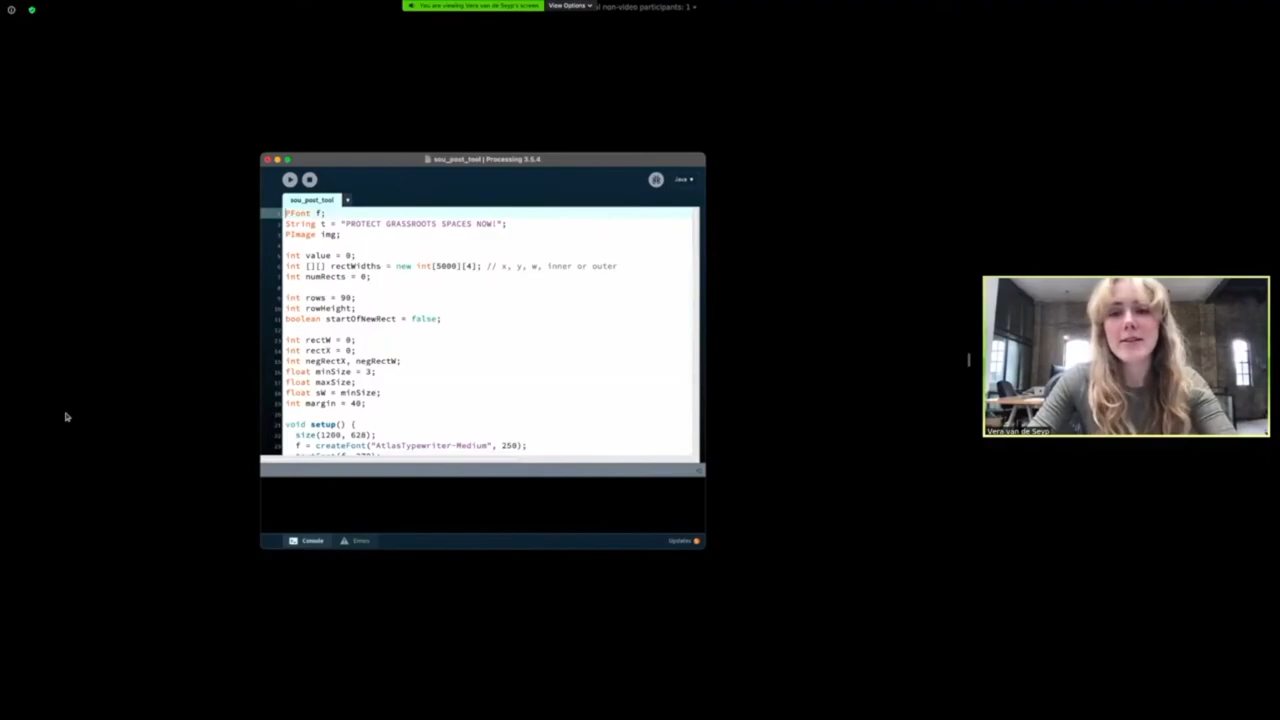 You are viewing Vera van de Seyp's screen
View Options
non-video participants: 1
sou_post_tool | Processing 3.5.4
Java
sou_post_tool
PFont f;
String t = "PROTECT GRASSROOTS SPACES NOW!";
PImage img;
int value = 0;
int [][] rectWidths = new int[5000][4]; // x, y, w, inner or outer
int numRects = 0;
int rows = 90;
int rowHeight;
boolean startOfNewRect = false;
int rectW = 0;
int rectX = 0;
int negRectX, negRectW;
float minSize = 3;
float maxSize;
float sW = minSize;
int margin = 40;
void setup() {
size(1200, 628);
f = createFont("AtlasTypewriter-Medium", 250);
Console
Errors
Updates
Vera van de Seyp